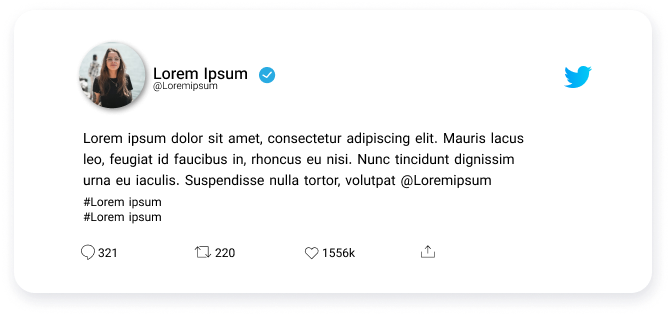 Lorem Ipsum
@Loremipsum
Lorem ipsum dolor sit amet, consectetur adipiscing elit. Mauris lacus
leo, feugiat id faucibus in, rhoncus eu nisi. Nunc tincidunt dignissim
urna eu iaculis. Suspendisse nulla tortor, volutpat @Loremipsum
#Lorem ipsum
#Lorem ipsum
321 220 1556k